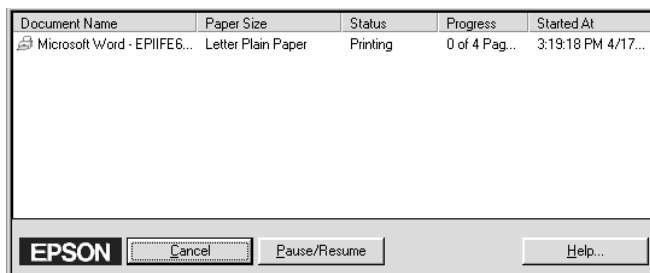 Document Name Paper Size Status Progress Started At
Microsoft Word - EPIIFE6... Letter Plain Paper Printing 0 of 4 Pag... 3:19:18 PM 4/17...
EPSON Cancel Pause/Resume Help...